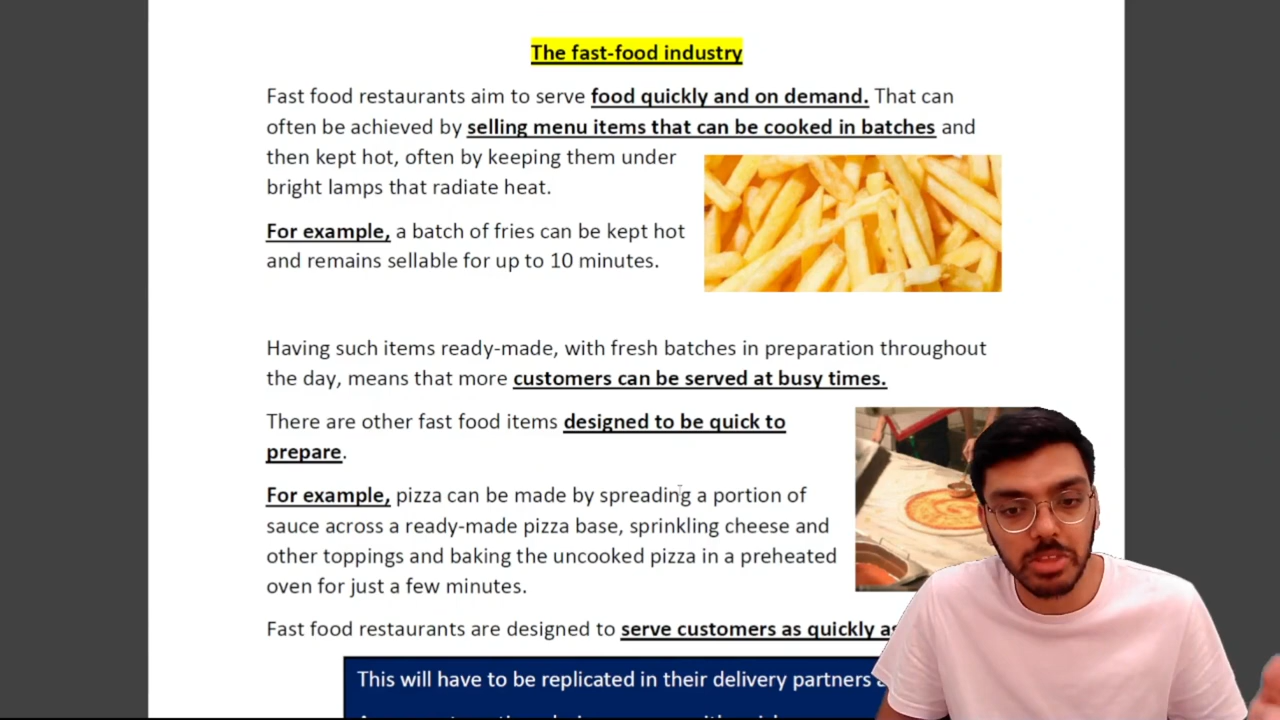 The fast-food industry
Fast food restaurants aim to serve food quickly and on demand. That can
often be achieved by selling menu items that can be cooked in batches and
then kept hot, often by keeping them under
bright lamps that radiate heat.
For example, a batch of fries can be kept hot
and remains sellable for up to 10 minutes.
Having such items ready-made, with fresh batches in preparation throughout
the day, means that more customers can be served at busy times.
There are other fast food items designed to be quick to
prepare.
For example, pizza can be made by spreading a portion of
sauce across a ready-made pizza base, sprinkling cheese and
other toppings and baking the uncooked pizza in a preheated
oven for just a few minutes.
Fast food restaurants are designed to serve customers as quickly
This will have to be replicated in their delivery partners